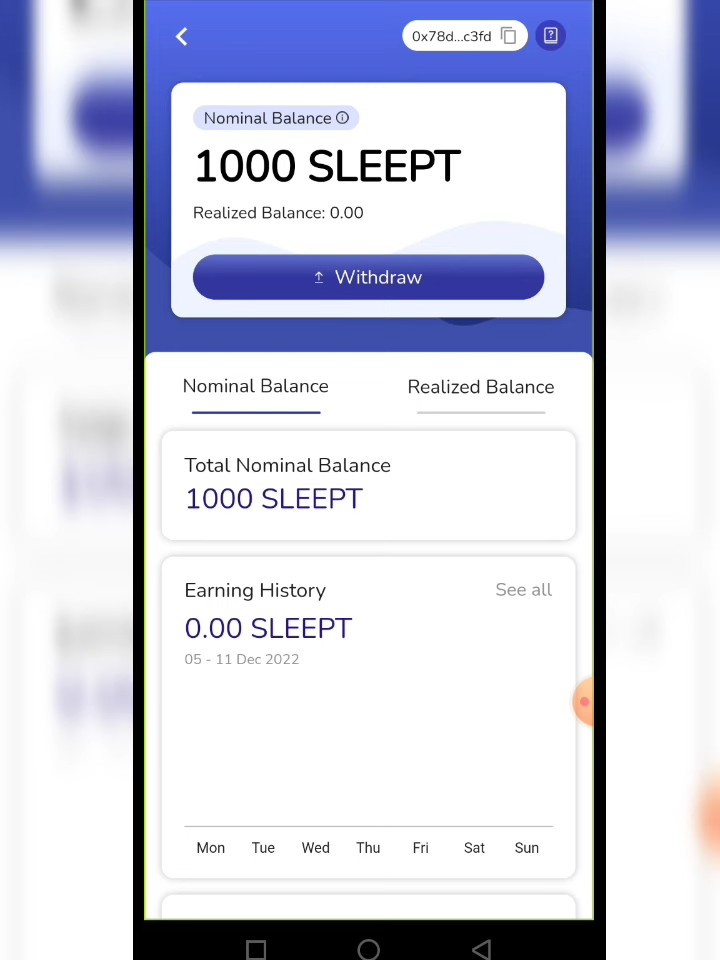 0x78d...c3fd
Nominal Balance
1000 SLEEPT
Realized Balance: 0.00
Withdraw
Nominal Balance Realized Balance
Total Nominal Balance
1000 SLEEPT
Earning History See all
0.00 SLEEPT
05 - 11 Dec 2022
Mon Tue Wed Thu Fri Sat Sun